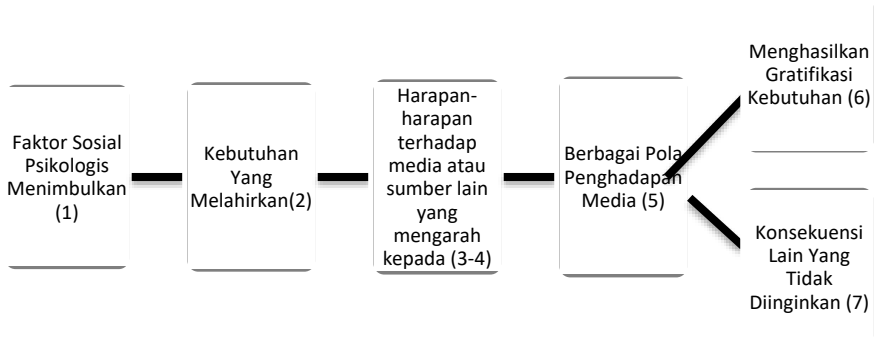 Faktor Sosial
Psikologis
Menimbulkan
(1)
Kebutuhan
Yang
Melahirkan(2)
Harapan-
harapan
terhadap
media atau
sumber lain
yang
mengarah
kepada (3-4)
Berbagai Pola
Penghadapan
Media (5)
Menghasilkan
Gratifikasi
Kebutuhan (6)
Konsekuensi
Lain Yang
Tidak
Diinginkan (7)